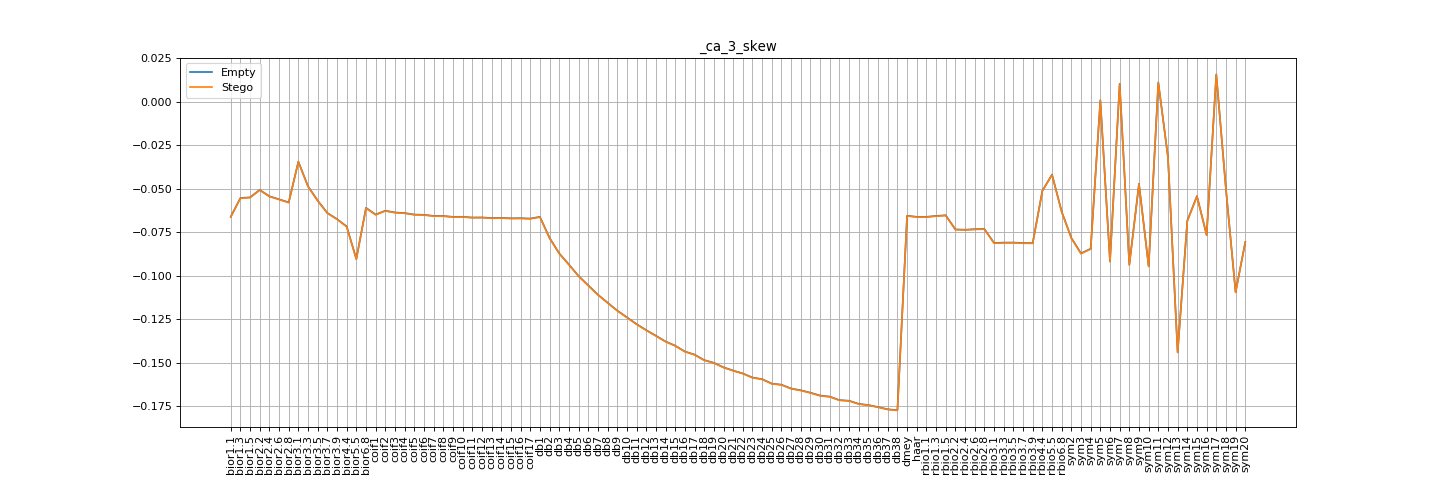 _ca_3_skew
Empty
Stego
0.025
0.000
−0.025
−0.050
−0.075
−0.100
−0.125
−0.150
−0.175
bior1.1
bior1.3
bior1.5
bior2.2
bior2.4
bior2.6
bior2.8
bior3.1
bior3.3
bior3.5
bior3.7
bior3.9
bior4.4
bior5.5
bior6.8
coif1
coif2
coif3
coif4
coif5
coif6
coif7
coif8
coif9
coif10
coif11
coif12
coif13
coif14
coif15
coif16
coif17
db1
db2
db3
db4
db5
db6
db7
db8
db9
db10
db11
db12
db13
db14
db15
db16
db17
db18
db19
db20
db21
db22
db23
db24
db25
db26
db27
db28
db29
db30
db31
db32
db33
db34
db35
db36
db37
db38
dmey
haar
rbio1.1
rbio1.3
rbio1.5
rbio2.2
rbio2.4
rbio2.6
rbio2.8
rbio3.1
rbio3.3
rbio3.5
rbio3.7
rbio3.9
rbio4.4
rbio5.5
rbio6.8
sym2
sym3
sym4
sym5
sym6
sym7
sym8
sym9
sym10
sym11
sym12
sym13
sym14
sym15
sym16
sym17
sym18
sym19
sym20